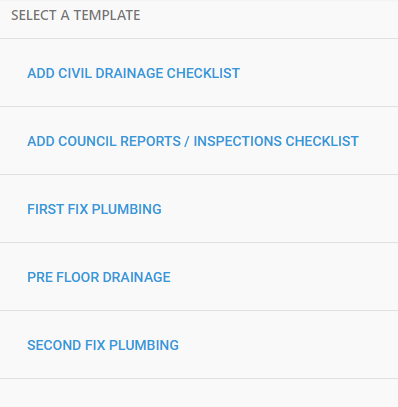 SELECT A TEMPLATE
ADD CIVIL DRAINAGE CHECKLIST
ADD COUNCIL REPORTS / INSPECTIONS CHECKLIST
FIRST FIX PLUMBING
PRE FLOOR DRAINAGE
SECOND FIX PLUMBING